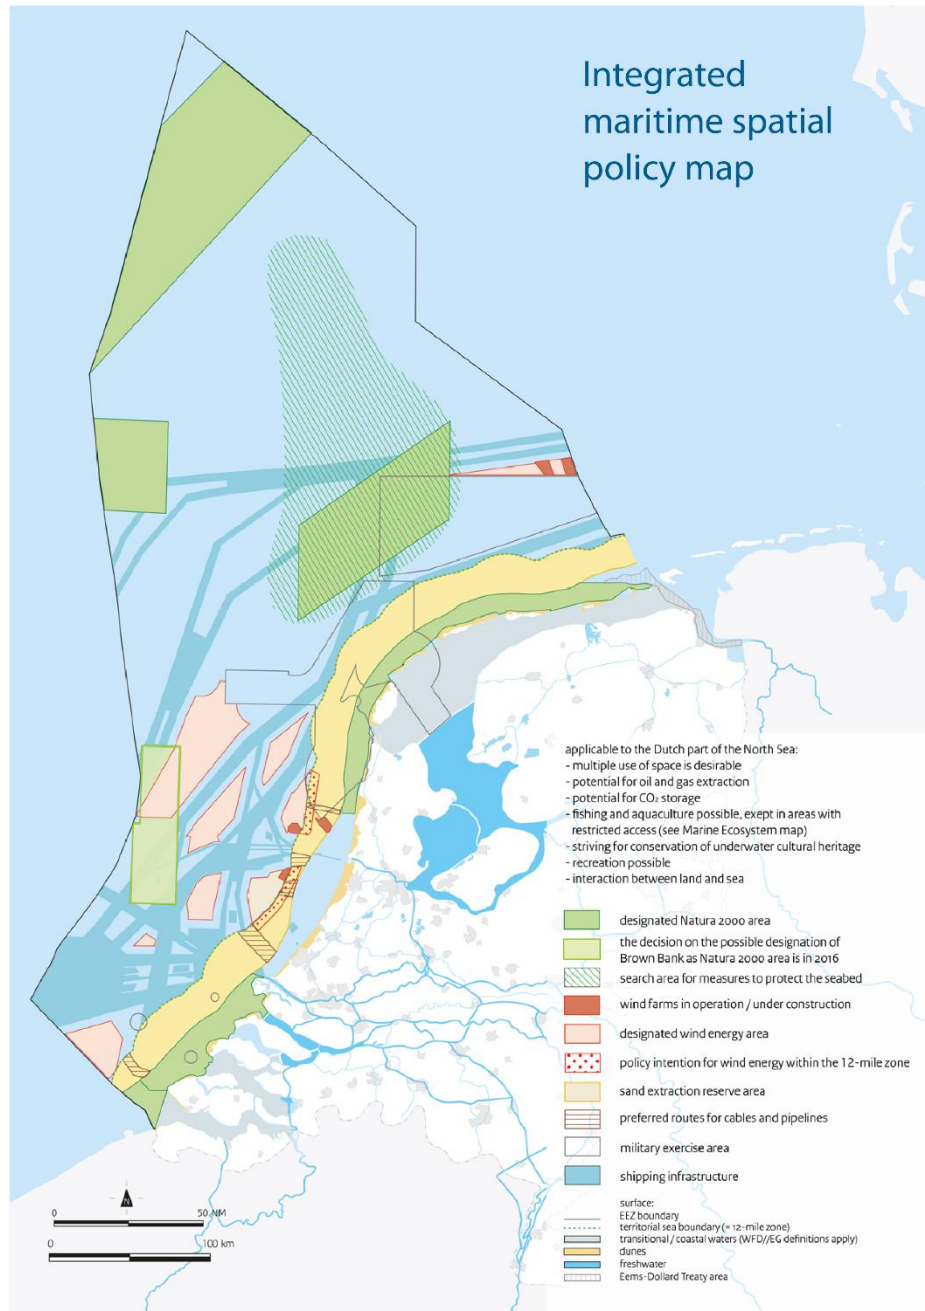 Integrated
maritime spatial
policy map
applicable to the Dutch part of the North Sea:
- multiple use of space is desirable
- potential for oil and gas extraction
- potential for CO₂ storage
- fishing and aquaculture possible, exept in areas with
restricted access (see Marine Ecosystem map)
- striving for conservation of underwater cultural heritage
- recreation possible
- interaction between land and sea
designated Natura 2000 area
the decision on the possible designation of
Brown Bank as Natura 2000 area is in 2016
search area for measures to protect the seabed
wind farms in operation / under construction
designated wind energy area
policy intention for wind energy within the 12-mile zone
sand extraction reserve area
preferred routes for cables and pipelines
military exercise area
shipping infrastructure
surface:
EEZ boundary
territorial sea boundary (= 12-mile zone)
transitional / coastal waters (WFD//EG definitions apply)
dunes
freshwater
Eems-Dollard Treaty area
N
0 50 NM
0 100 km